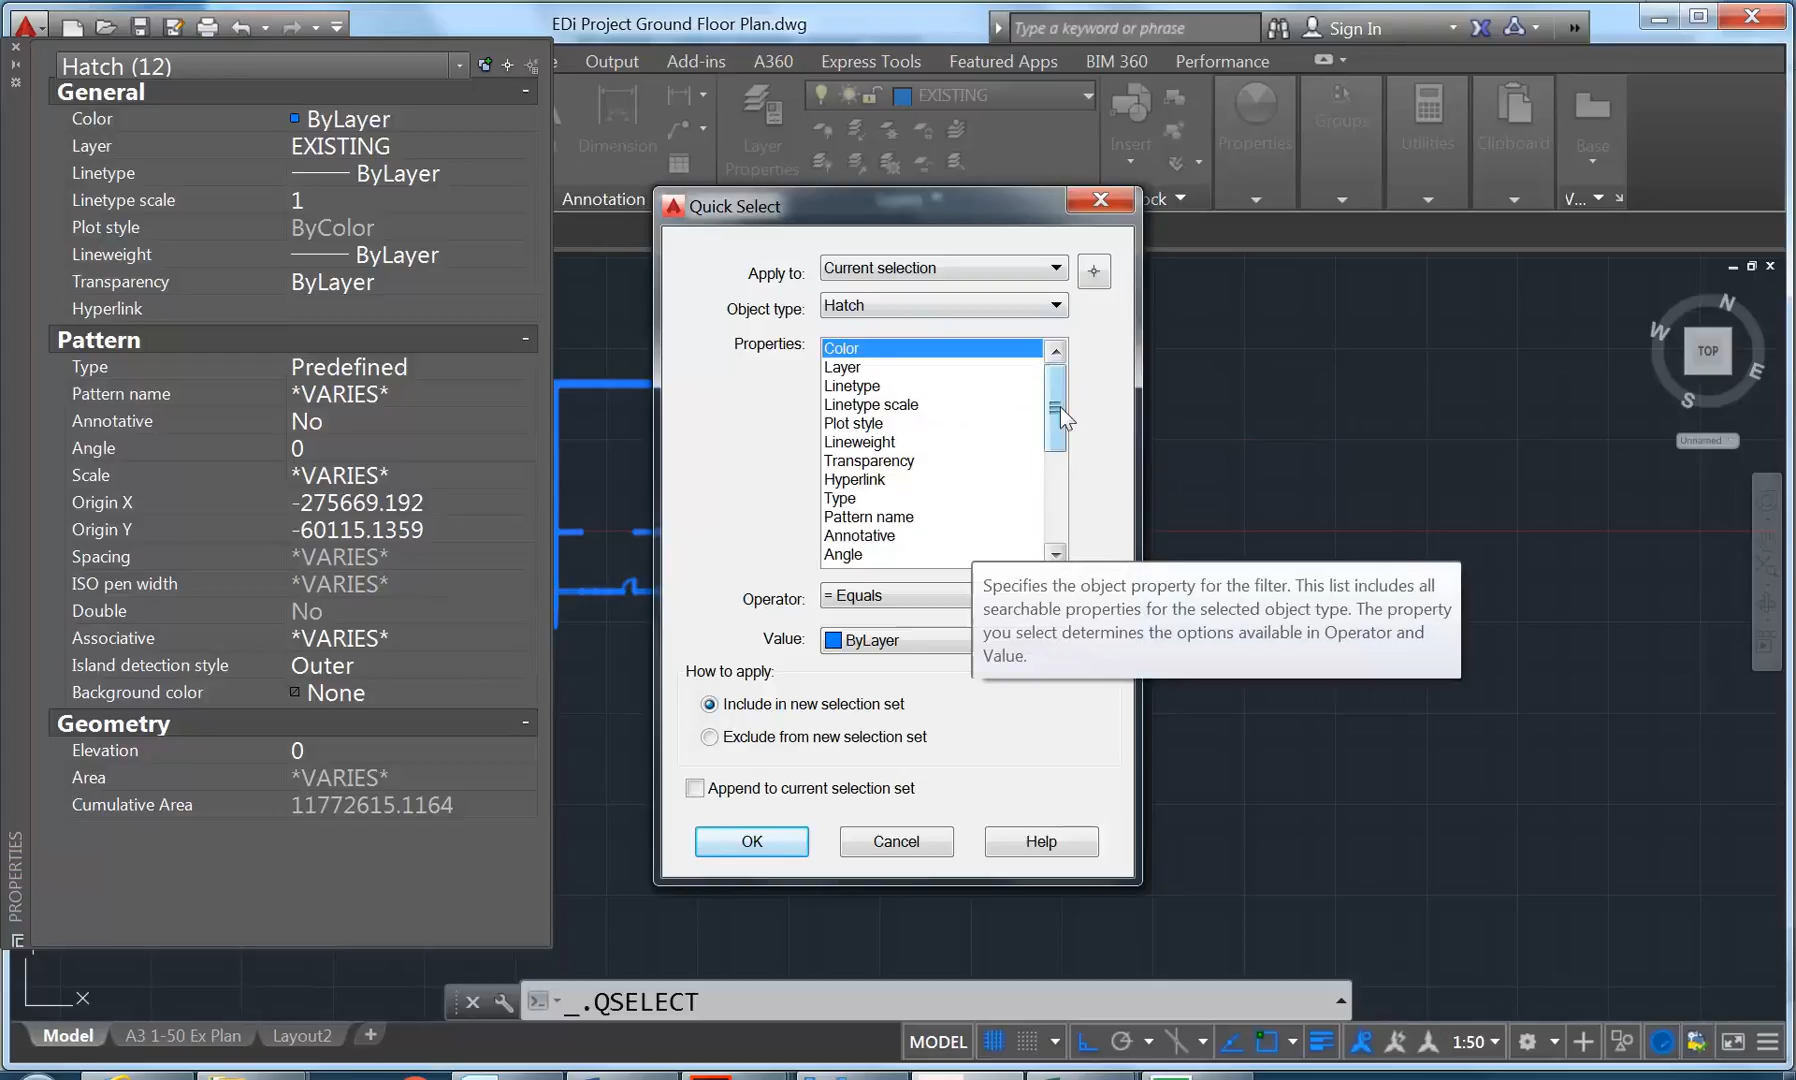 EDi Project Ground Floor Plan.dwg
Type a keyword or phrase
Sign In
Hatch (12)
Output
Add-ins
A360
Express Tools
Featured Apps
BIM 360
Performance
General
-
Color
ByLayer
Layer
EXISTING
Linetype
ByLayer
Linetype scale
1
Plot style
ByColor
Lineweight
ByLayer
Transparency
ByLayer
Hyperlink
Pattern
-
Type
Predefined
Pattern name
*VARIES*
Annotative
No
Angle
0
Scale
*VARIES*
Origin X
-275669.192
Origin Y
-60115.1359
Spacing
*VARIES*
ISO pen width
*VARIES*
Double
No
Associative
*VARIES*
Island detection style
Outer
Background color
None
Geometry
-
Elevation
0
Area
*VARIES*
Cumulative Area
11772615.1164
PROPERTIES
EXISTING
Dimension
Layer
Properties
Insert
Properties
Groups
Utilities
Clipboard
Base
Annotation
ock
V...
Quick Select
Apply to:
Current selection
Object type:
Hatch
Properties:
Color
Layer
Linetype
Linetype scale
Plot style
Lineweight
Transparency
Hyperlink
Type
Pattern name
Annotative
Angle
Operator:
= Equals
Value:
ByLayer
Specifies the object property for the filter. This list includes all
searchable properties for the selected object type. The property
you select determines the options available in Operator and
Value.
How to apply:
Include in new selection set
Exclude from new selection set
Append to current selection set
OK
Cancel
Help
N
W
TOP
E
S
Unnamed
X
_.QSELECT
Model
A3 1-50 Ex Plan
Layout2
+
MODEL
1:50